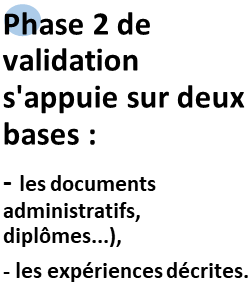 Phase 2 de
validation
s'appuie sur deux
bases :
- les documents
administratifs,
diplômes...),
- les expériences décrites.